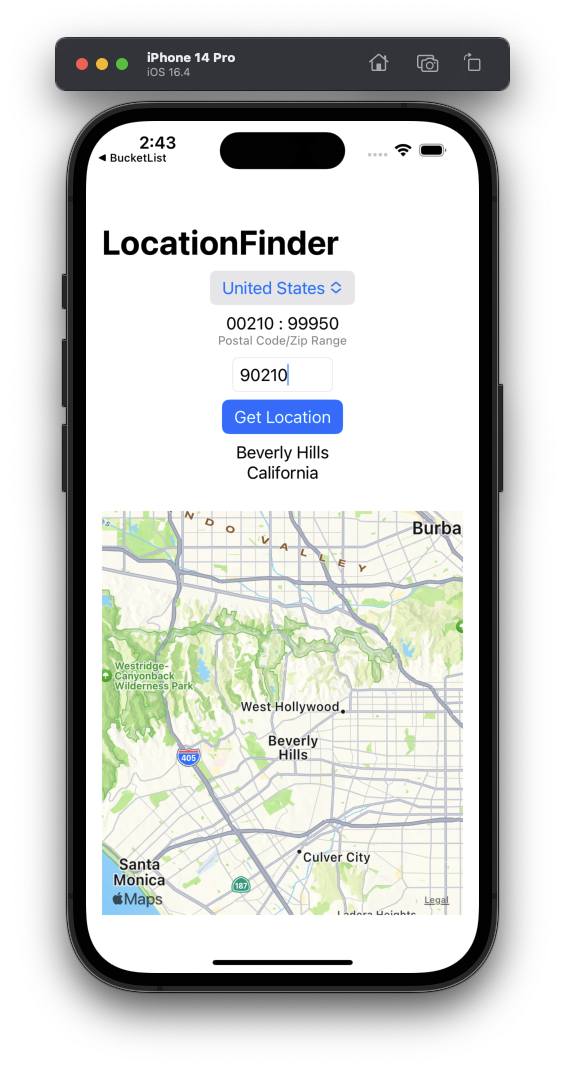 iPhone 14 Pro
iOS 16.4
2:43
◀ BucketList
LocationFinder
United States
00210 : 99950
Postal Code/Zip Range
90210
Get Location
Beverly Hills
California
NDO VALLEY
Burba
Westridge-
Canyonback
Wilderness Park
West Hollywood
Beverly
Hills
405
Culver City
Santa
Monica
187
Maps
Legal
Ladera Heights